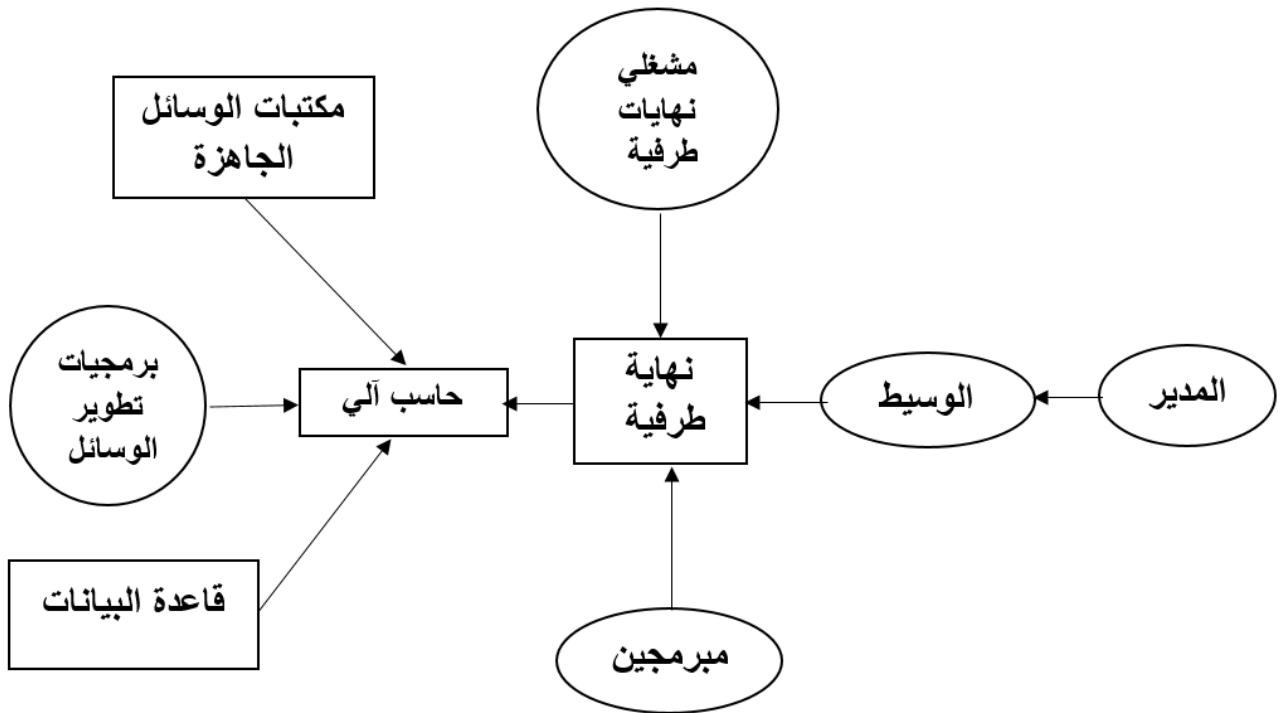 مشغلي
نهايات
طرفية
مكتبات الوسائل
الجاهزة
المدير
الوسيط
نهاية
طرفية
حاسب آلي
برمجيات
تطوير
الوسائل
قاعدة البيانات
مبرمجين